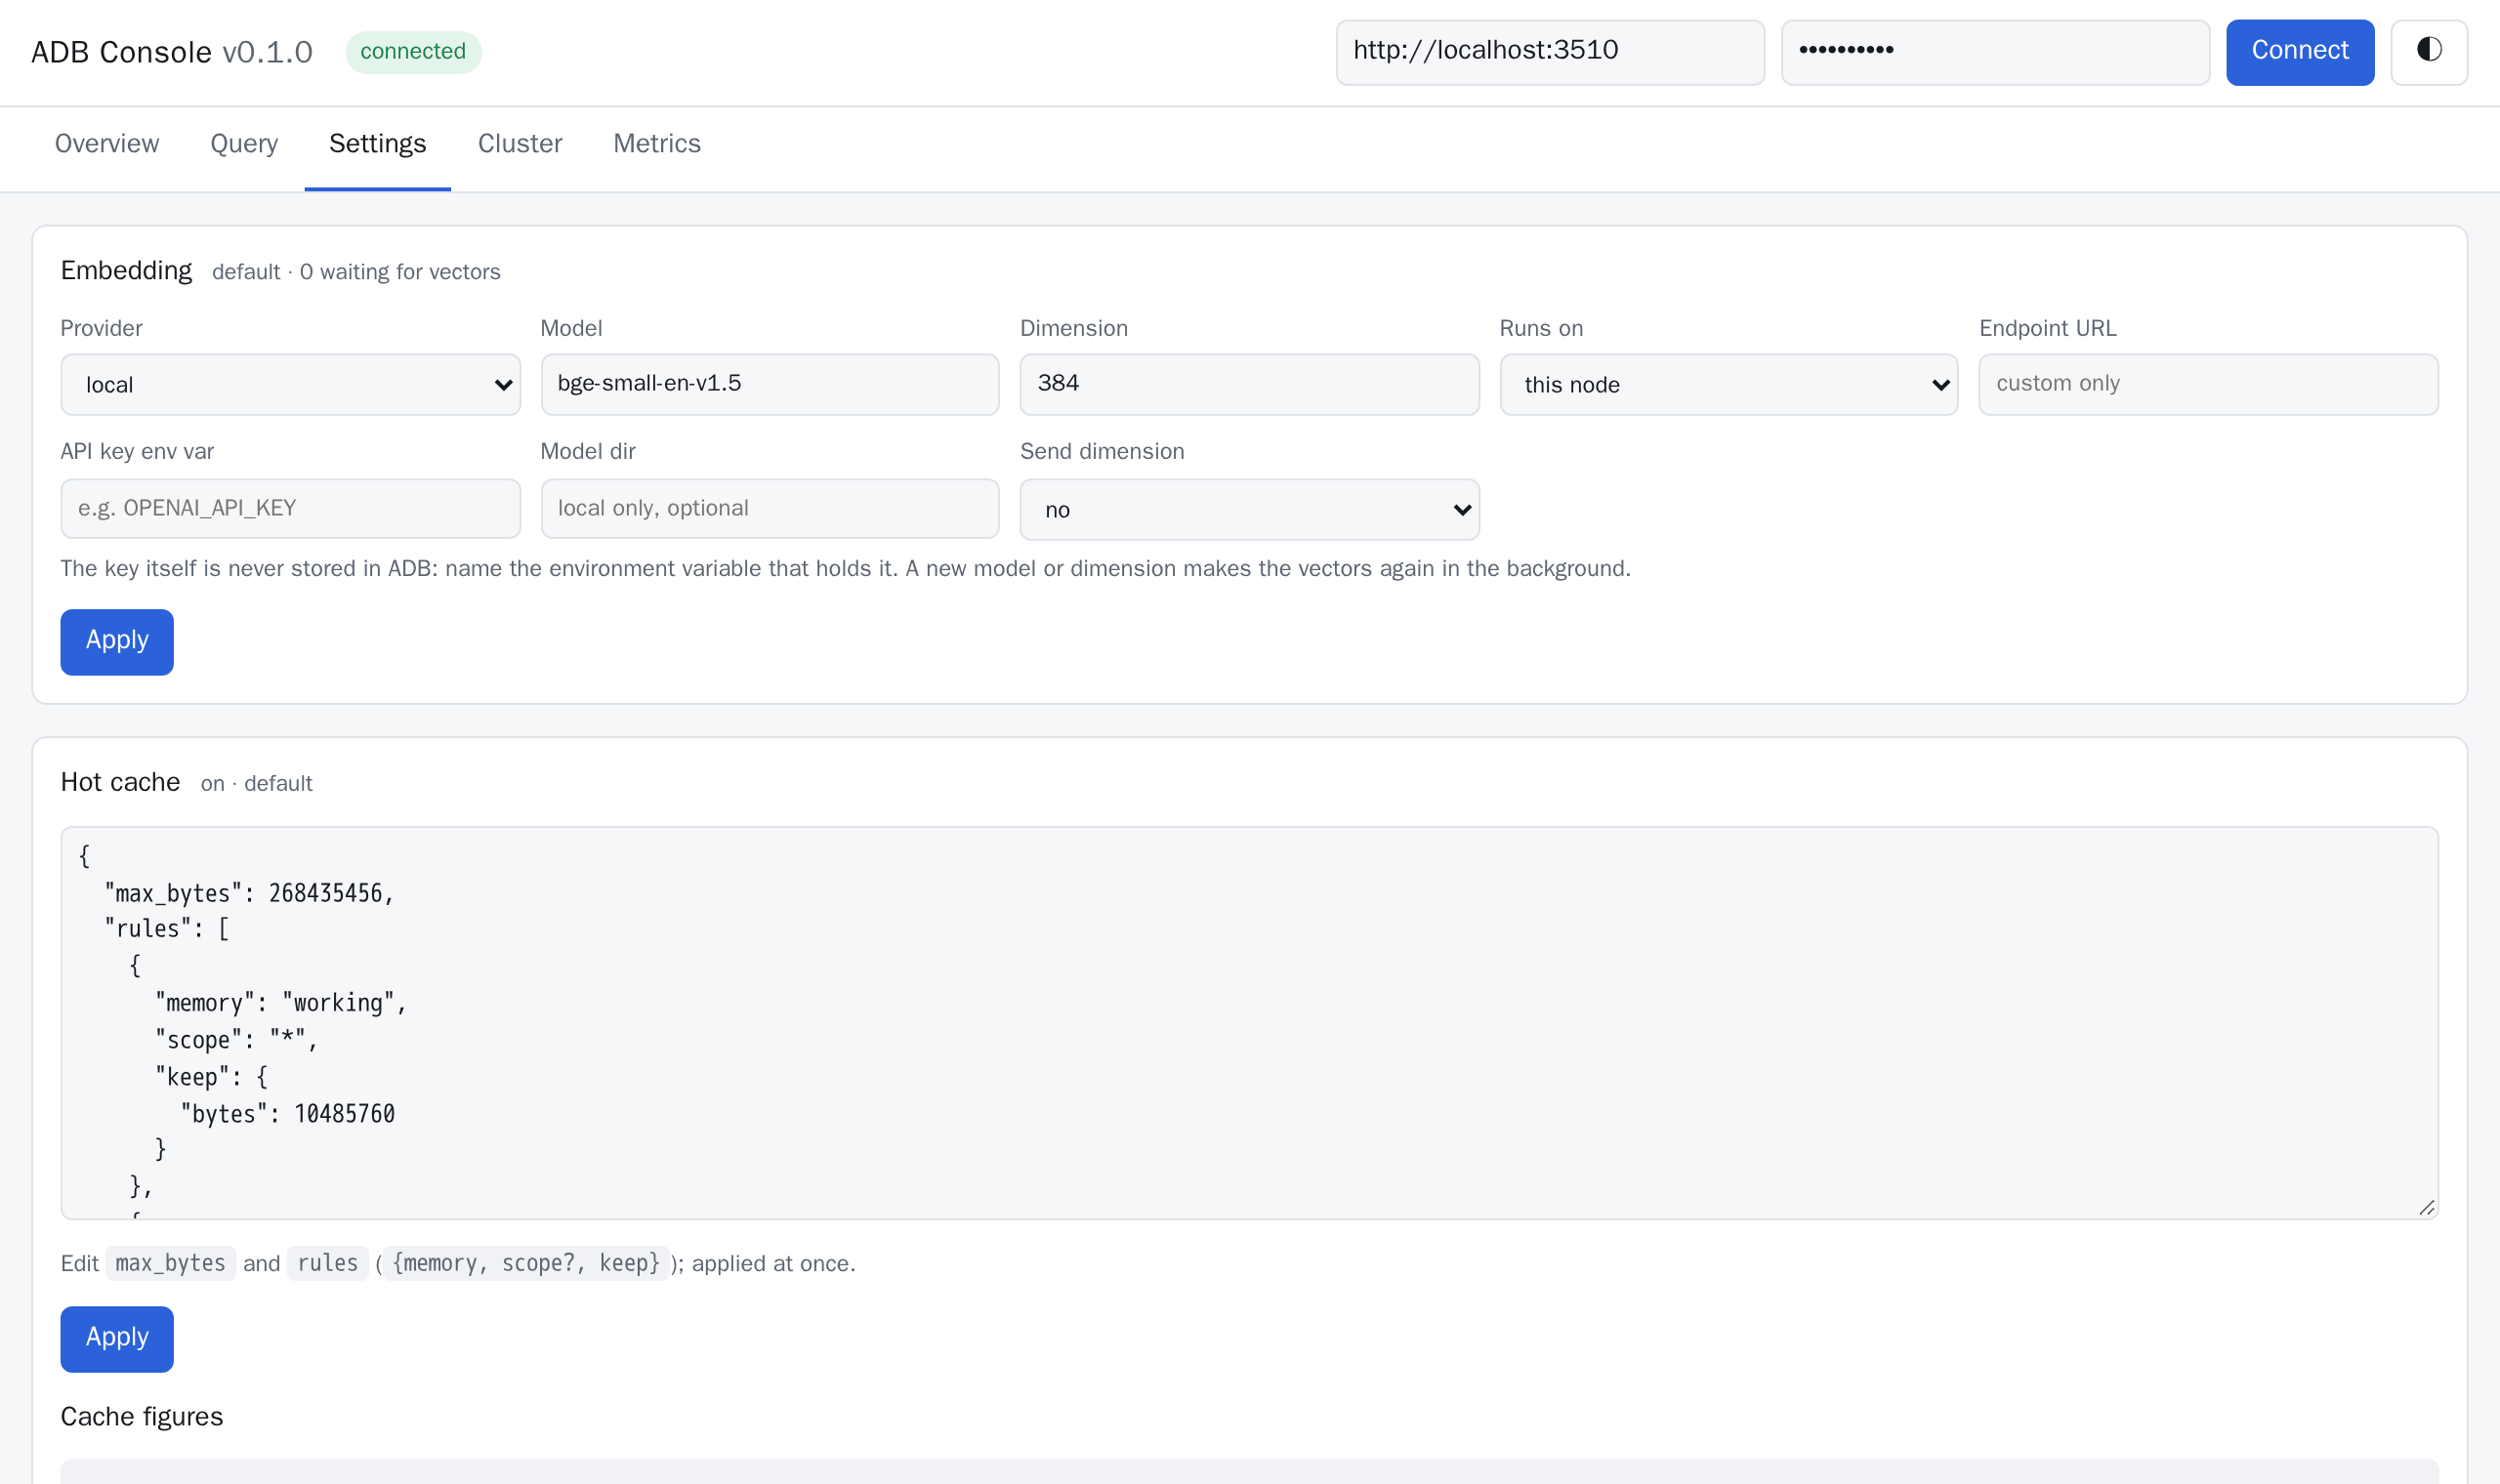 ADB Console v0.1.0 connected http://localhost:3510 •••••••••• Connect
Overview Query Settings Cluster Metrics
Embedding default · 0 waiting for vectors
Provider Model Dimension Runs on Endpoint URL
local bge-small-en-v1.5 384 this node custom only
API key env var Model dir Send dimension
e.g. OPENAI_API_KEY local only, optional no
The key itself is never stored in ADB: name the environment variable that holds it. A new model or dimension makes the vectors again in the background.
Apply
Hot cache on · default
{
  "max_bytes": 268435456,
  "rules": [
    {
      "memory": "working",
      "scope": "*",
      "keep": {
        "bytes": 10485760
      }
    },
    {
Edit max_bytes and rules ( {memory, scope?, keep} ); applied at once.
Apply
Cache figures